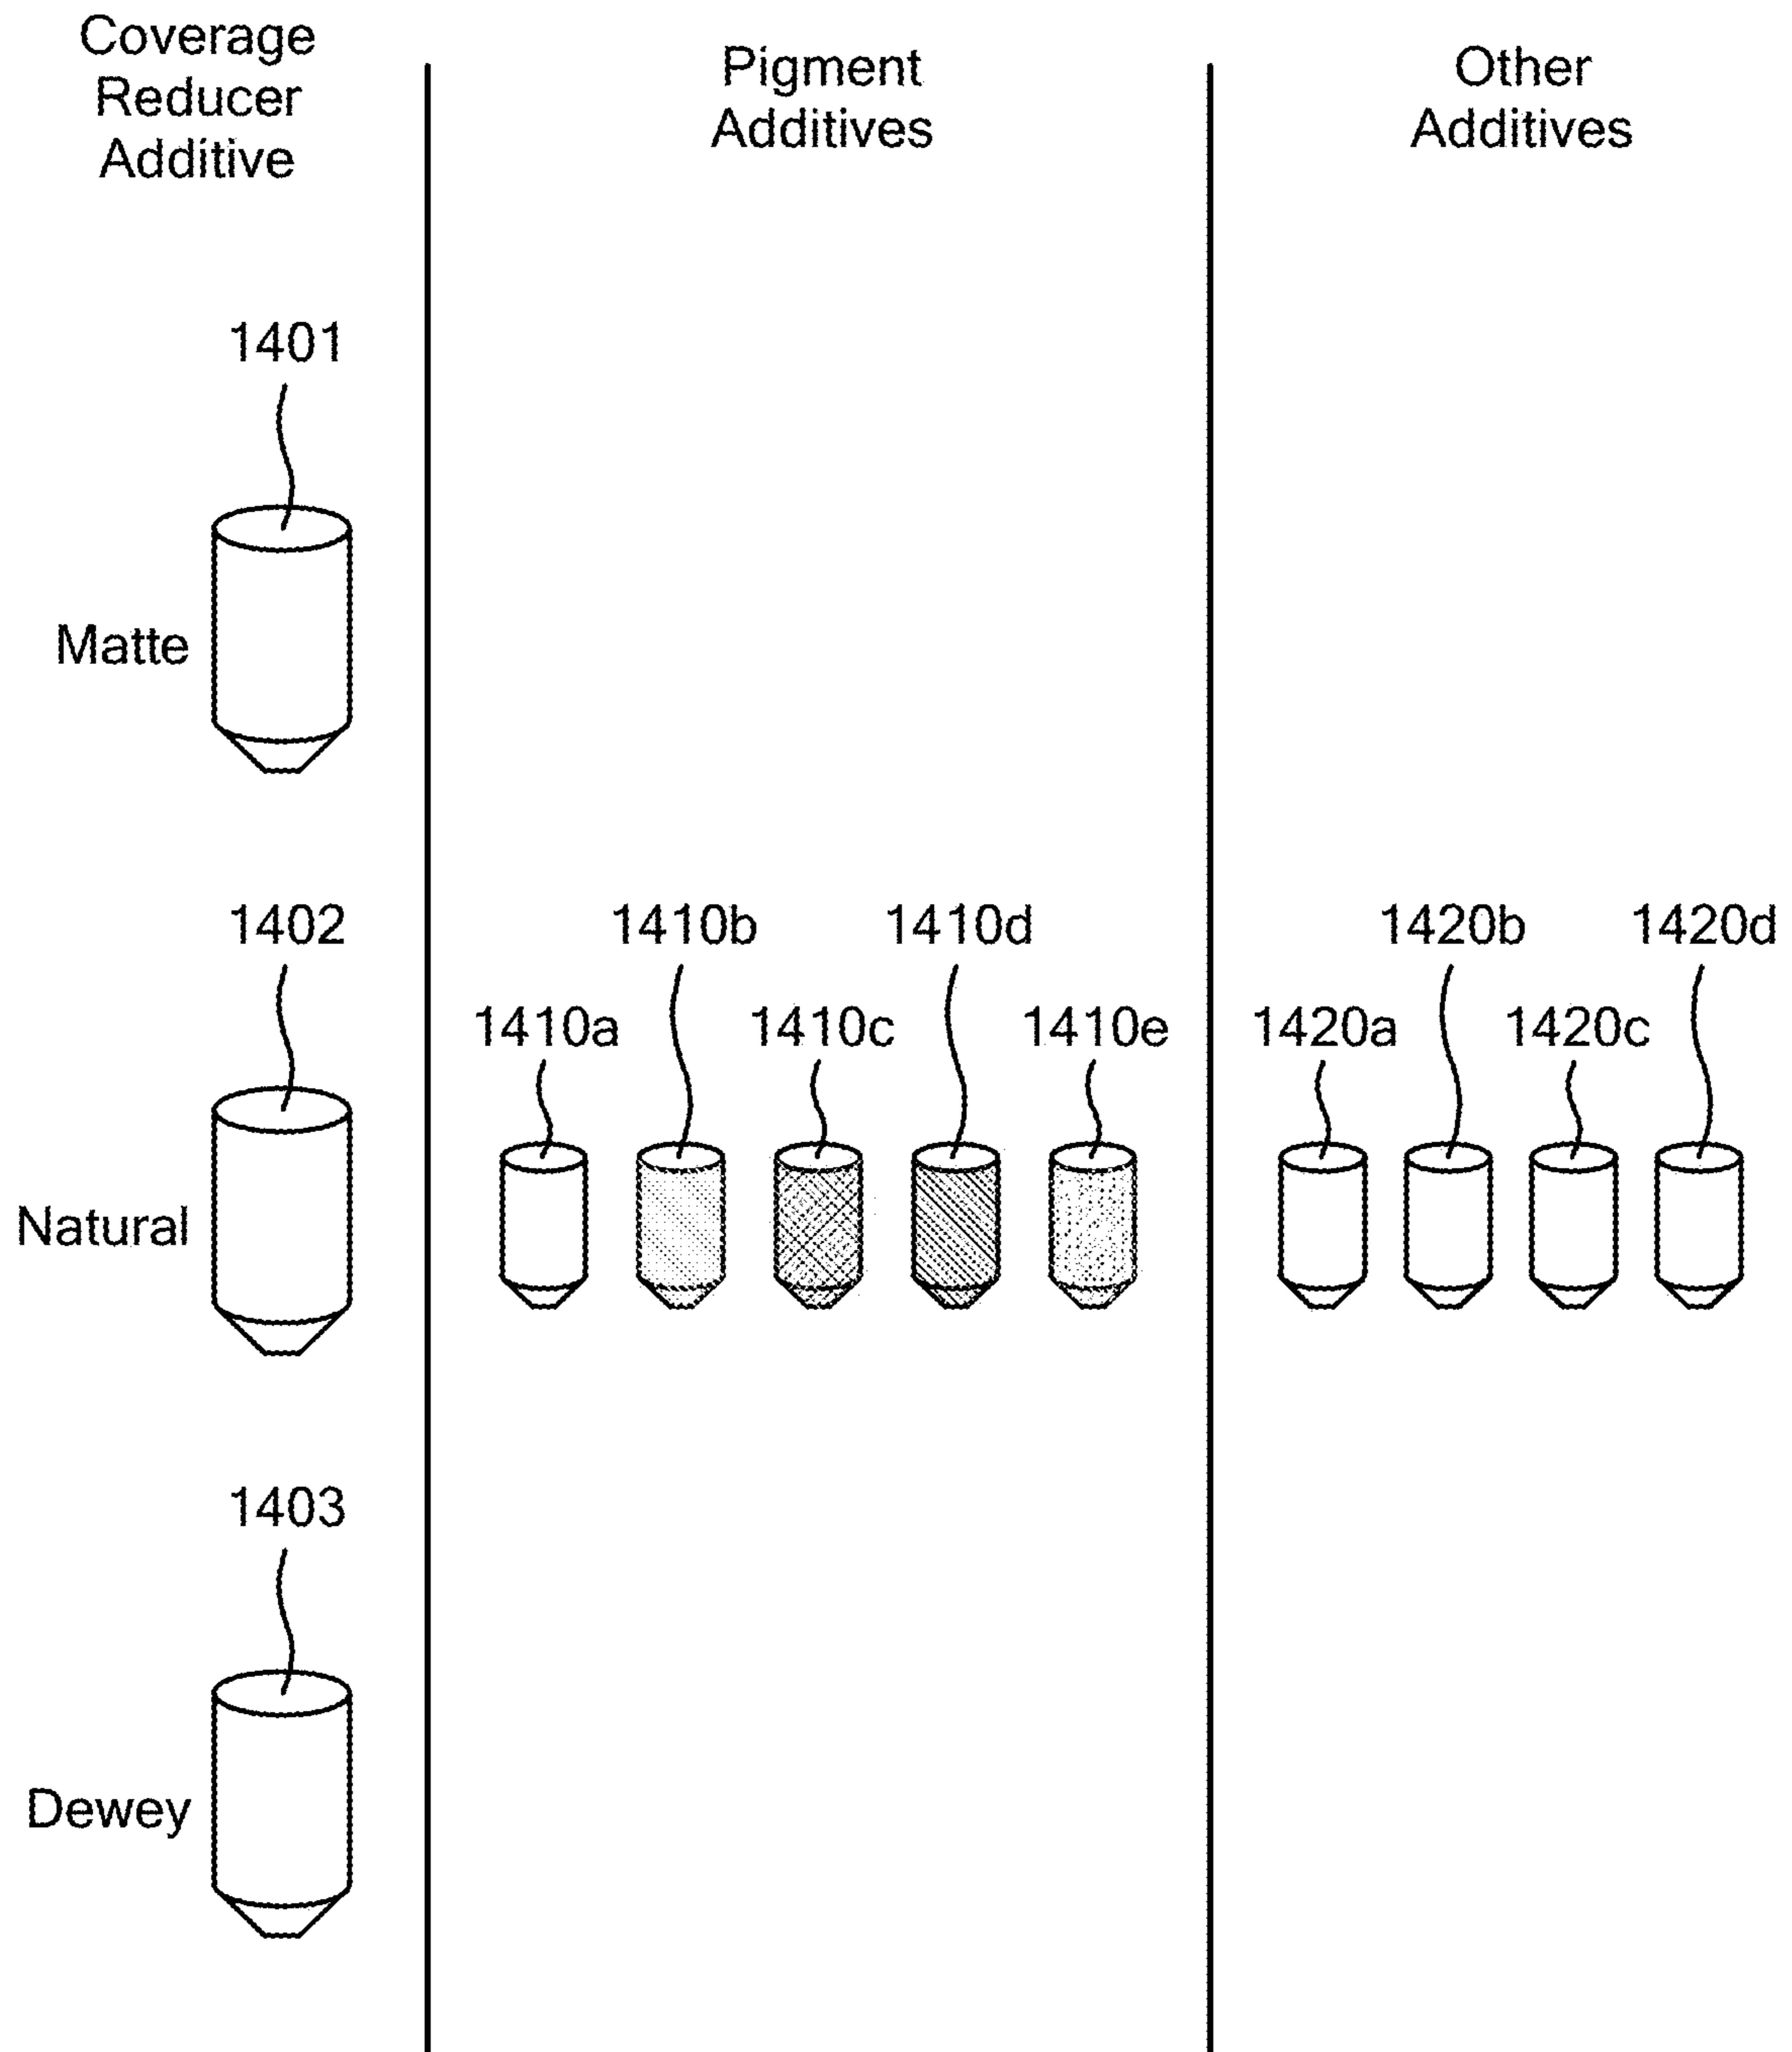 Coverage
Reducer
Additive
Pigment
Additives
Other
Additives
1401
Matte
1402
1410b
1410d
1420b
1420d
1410a
1410c
1410e
1420a
1420c
Natural
1403
Dewey